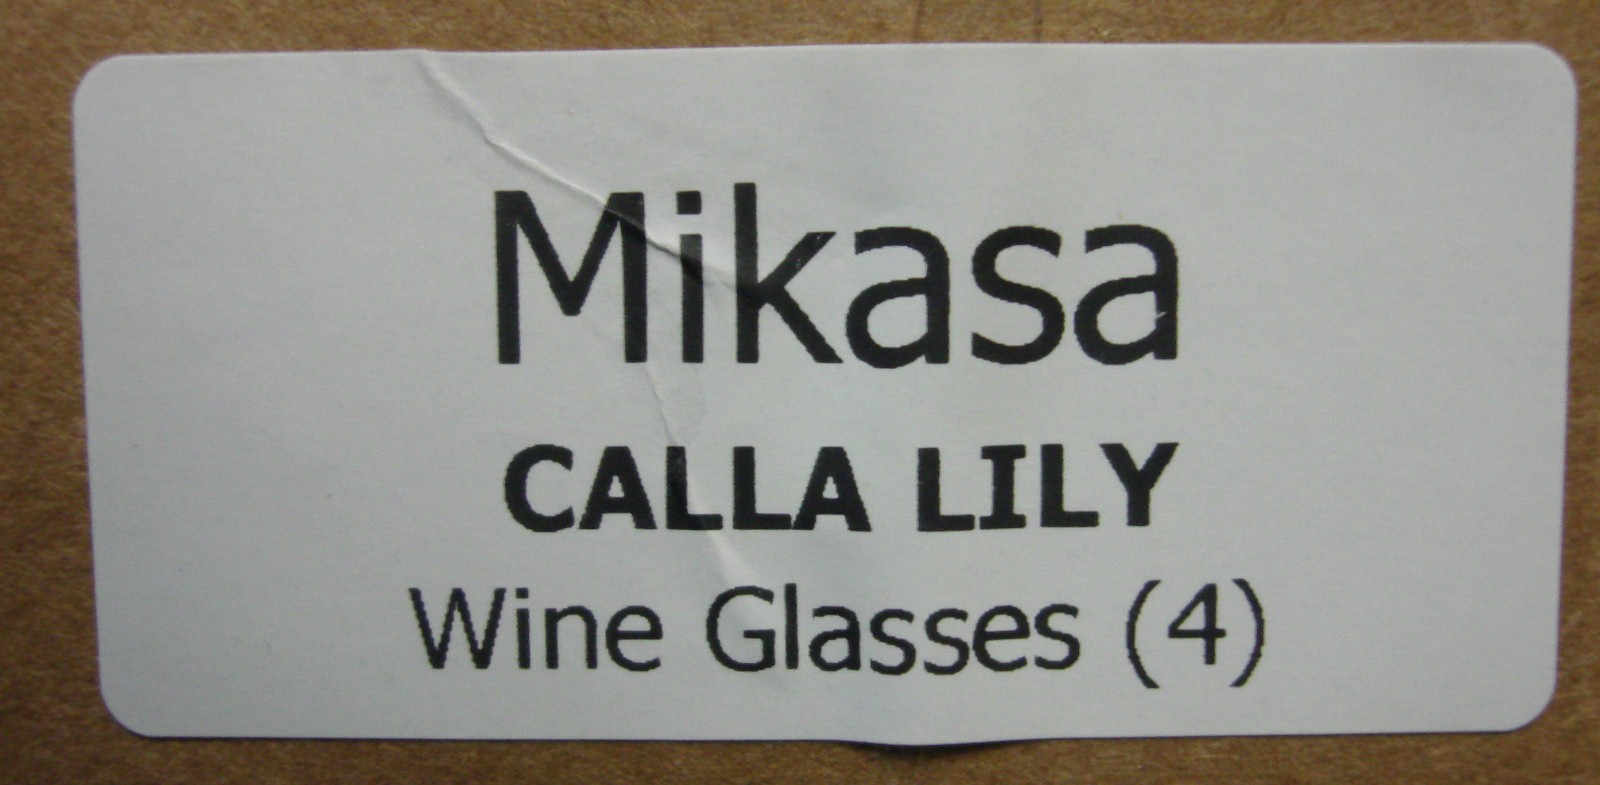 Mikasa
CALLA LILY
Wine Glasses (4)